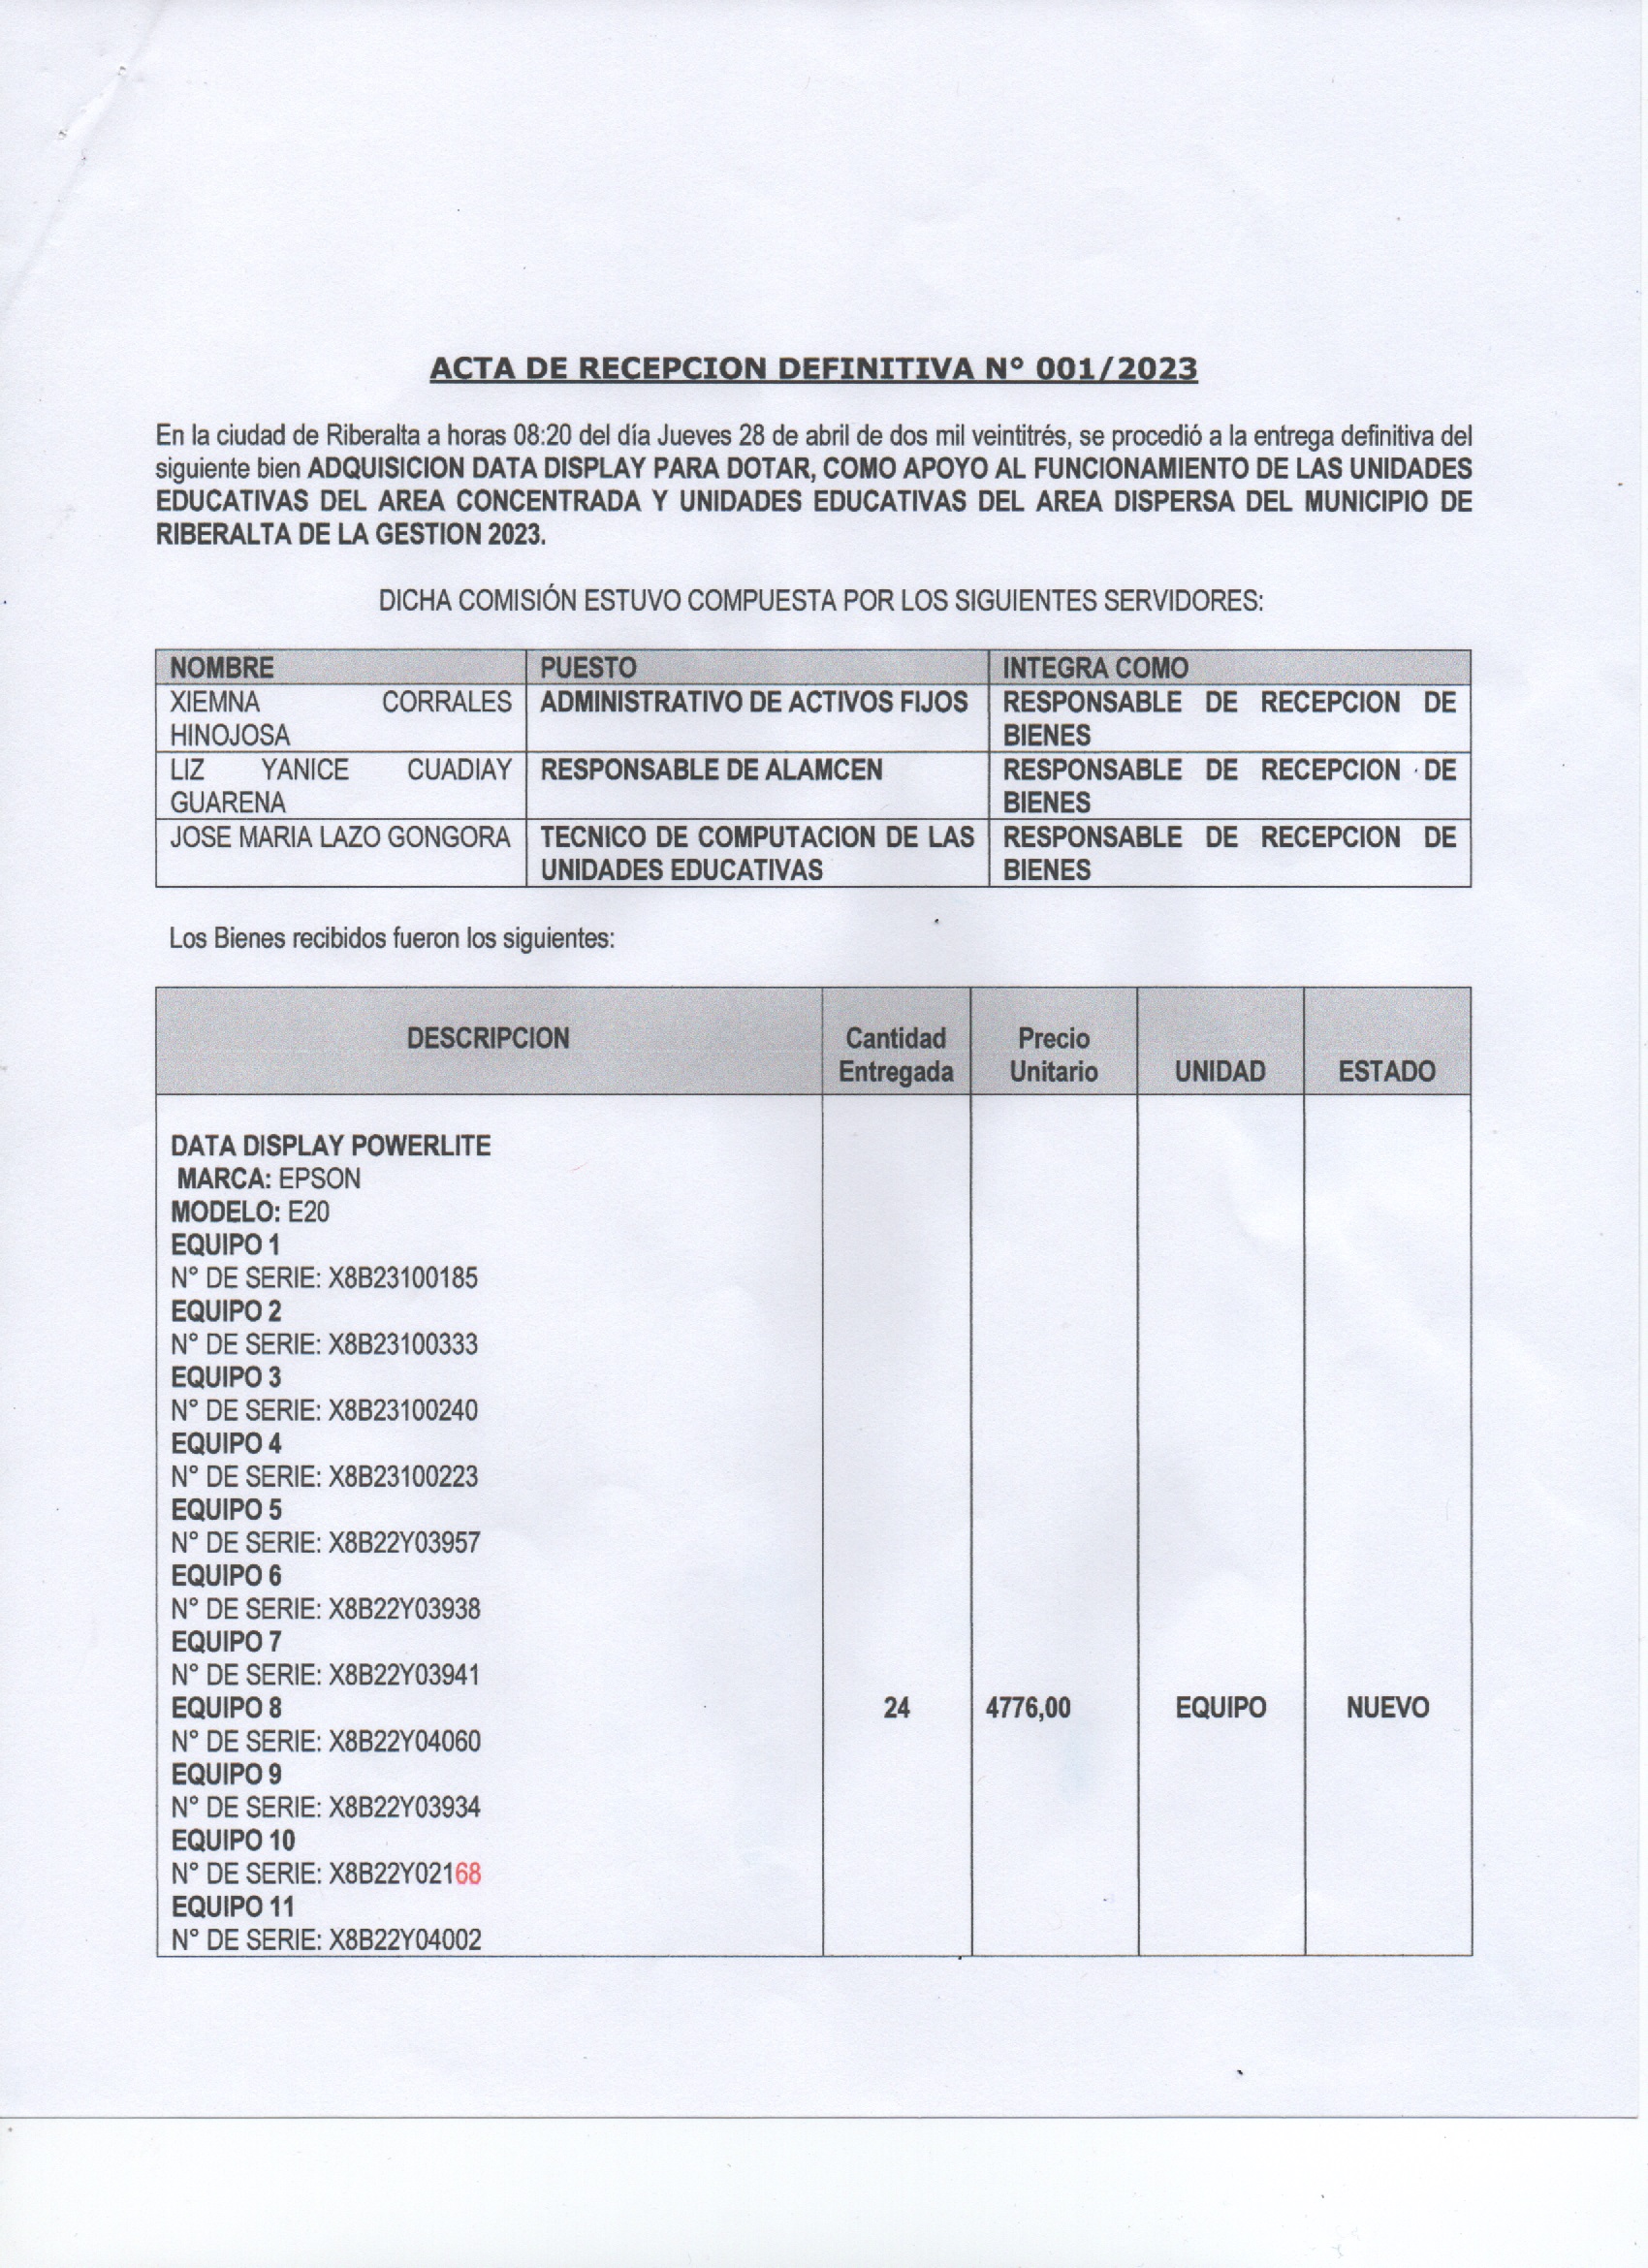 ACTA DE RECEPCION DEFINITIVA N° 001/2023
En la ciudad de Riberalta a horas 08:20 del día Jueves 28 de abril de dos mil veintitrés, se procedió a la entrega definitiva del
siguiente bien ADQUISICION DATA DISPLAY PARA DOTAR, COMO APOYO AL FUNCIONAMIENTO DE LAS UNIDADES
EDUCATIVAS DEL AREA CONCENTRADA Y UNIDADES EDUCATIVAS DEL AREA DISPERSA DEL MUNICIPIO DE
RIBERALTA DE LA GESTION 2023.
DICHA COMISIÓN ESTUVO COMPUESTA POR LOS SIGUIENTES SERVIDORES:
NOMBRE PUESTO INTEGRA COMO
XIEMNA CORRALES ADMINISTRATIVO DE ACTIVOS FIJOS RESPONSABLE DE RECEPCION DE
HINOJOSA BIENES
LIZ YANICE CUADIAY RESPONSABLE DE ALAMCEN RESPONSABLE DE RECEPCION DE
GUARENA BIENES
JOSE MARIA LAZO GONGORA TECNICO DE COMPUTACION DE LAS RESPONSABLE DE RECEPCION DE
UNIDADES EDUCATIVAS BIENES
Los Bienes recibidos fueron los siguientes:
DESCRIPCION Cantidad Precio
Entregada Unitario UNIDAD ESTADO
DATA DISPLAY POWERLITE
MARCA: EPSON
MODELO: E20
EQUIPO 1
N° DE SERIE: X8B23100185
EQUIPO 2
N° DE SERIE: X8B23100333
EQUIPO 3
N° DE SERIE: X8B23100240
EQUIPO 4
N° DE SERIE: X8B23100223
EQUIPO 5
N° DE SERIE: X8B22Y03957
EQUIPO 6
N° DE SERIE: X8B22Y03938
EQUIPO 7
N° DE SERIE: X8B22Y03941
EQUIPO 8 24 4776,00 EQUIPO NUEVO
N° DE SERIE: X8B22Y04060
EQUIPO 9
N° DE SERIE: X8B22Y03934
EQUIPO 10
N° DE SERIE: X8B22Y02168
EQUIPO 11
N° DE SERIE: X8B22Y04002